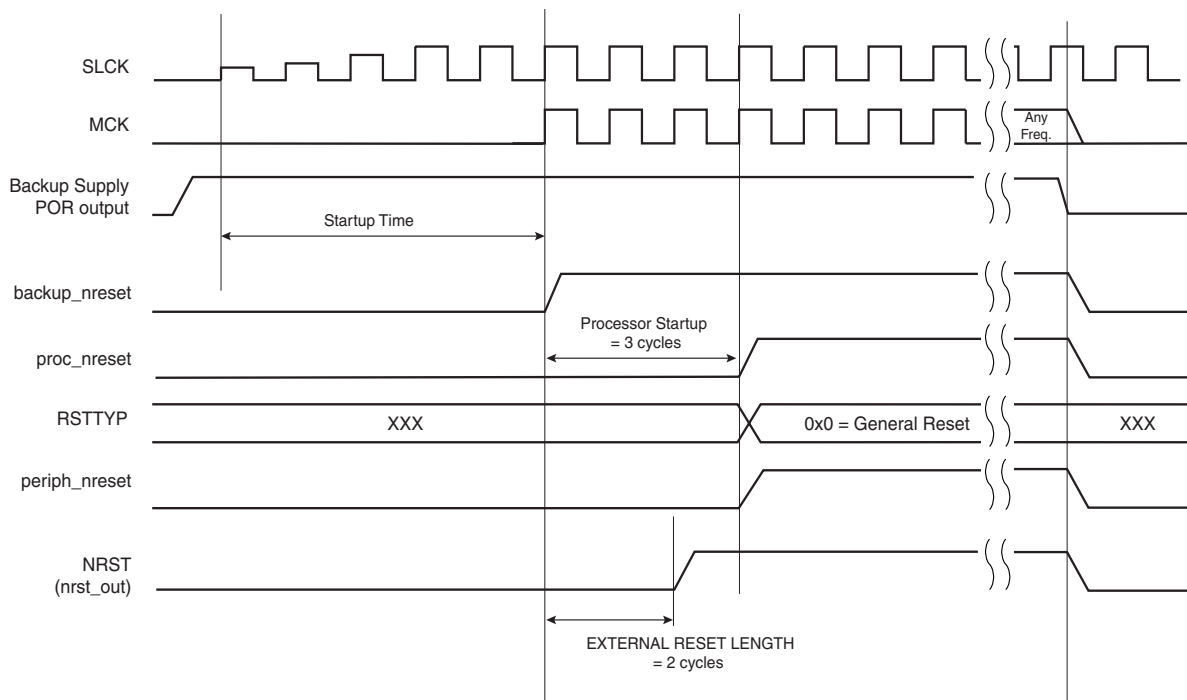 SLCK
MCK
Any
Freq.
Backup Supply
POR output
Startup Time
backup_nreset
Processor Startup
= 3 cycles
proc_nreset
RSTTYP
XXX
0x0 = General Reset
XXX
periph_nreset
NRST
(nrst_out)
EXTERNAL RESET LENGTH
= 2 cycles